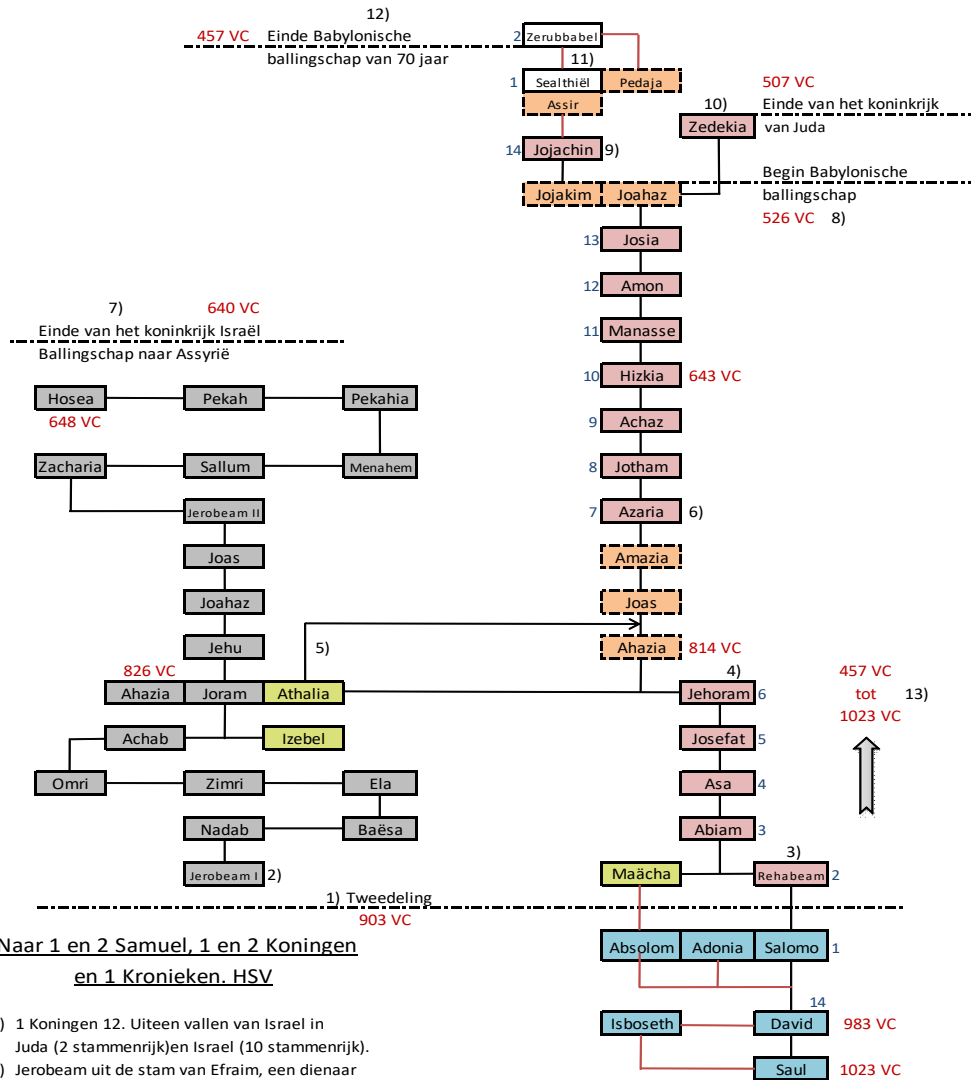 12)
457 VC Einde Babylonische
ballingschap van 70 jaar
2 Zerubbabel
11)
1 Sealthiël Pedaja
Assir
507 VC
10) Einde van het koninkrijk
Zedekia van Juda
14 Jojachin 9)
Begin Babylonische
Jojakim Joahaz ballingschap
526 VC 8)
13 Josia
12 Amon
7) 640 VC
Einde van het koninkrijk Israël
Ballingschap naar Assyrië
11 Manasse
10 Hizkia 643 VC
Hosea Pekah Pekahia
648 VC
9 Achaz
Zacharia Sallum Menahem
8 Jotham
Jerobeam II
7 Azaria 6)
Joas
Amazia
Joahaz
Joas
Jehu 5)
Ahazia 814 VC
826 VC
4) 457 VC
Ahazia Joram Athalia
Jehoram 6
tot 13)
1023 VC
Achab Izebel
Josefat 5
Omri Zimri Ela
Asa 4
Nadab Baësa
Abiam 3
3)
Jerobeam I 2)
Maächa Rehabeam 2
1) Tweedeling
903 VC
Naar 1 en 2 Samuel, 1 en 2 Koningen
en 1 Kronieken. HSV
Absolom Adonia Salomo 1
14
Isboseth David 983 VC
Saul 1023 VC
) 1 Koningen 12. Uiteen vallen van Israel in
Juda (2 stammenrijk)en Israel (10 stammenrijk).
) Jerobeam uit de stam van Efraim, een dienaar